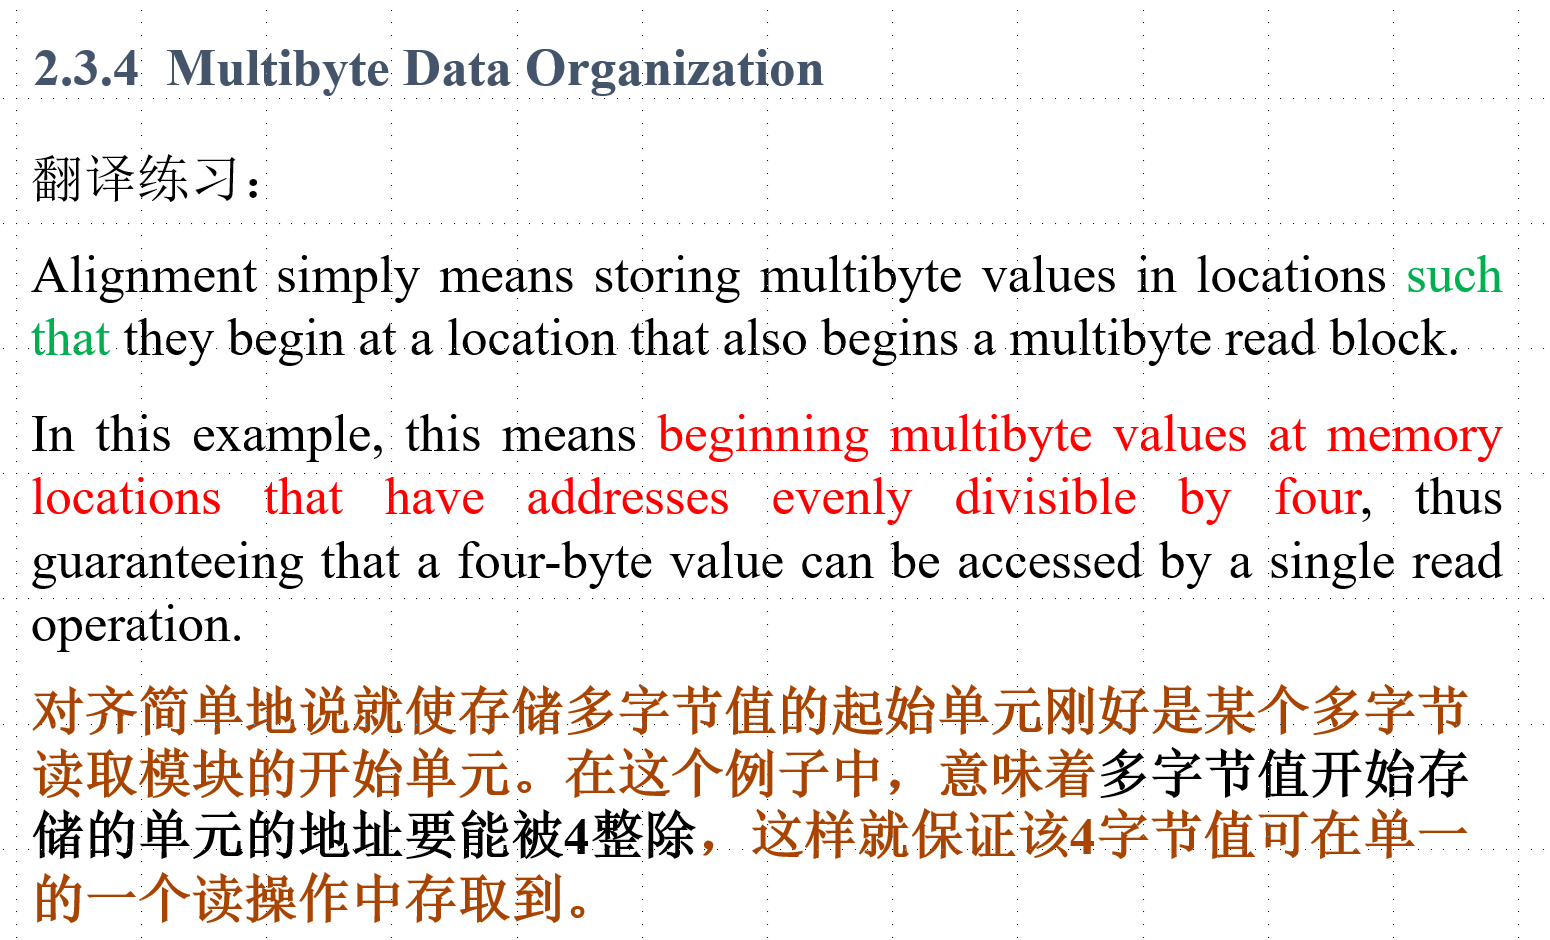 2.3.4 Multibyte Data Organization
翻译练习：
Alignment simply means storing multibyte values in locations such
that they begin at a location that also begins a multibyte read block.
In this example, this means beginning multibyte values at memory
locations that have addresses evenly divisible by four, thus
guaranteeing that a four-byte value can be accessed by a single read
operation.
对齐简单地说就使存储多字节值的起始单元刚好是某个多字节
读取模块的开始单元。在这个例子中，意味着多字节值开始存
储的单元的地址要能被4整除，这样就保证该4字节值可在单一
的一个读操作中存取到。